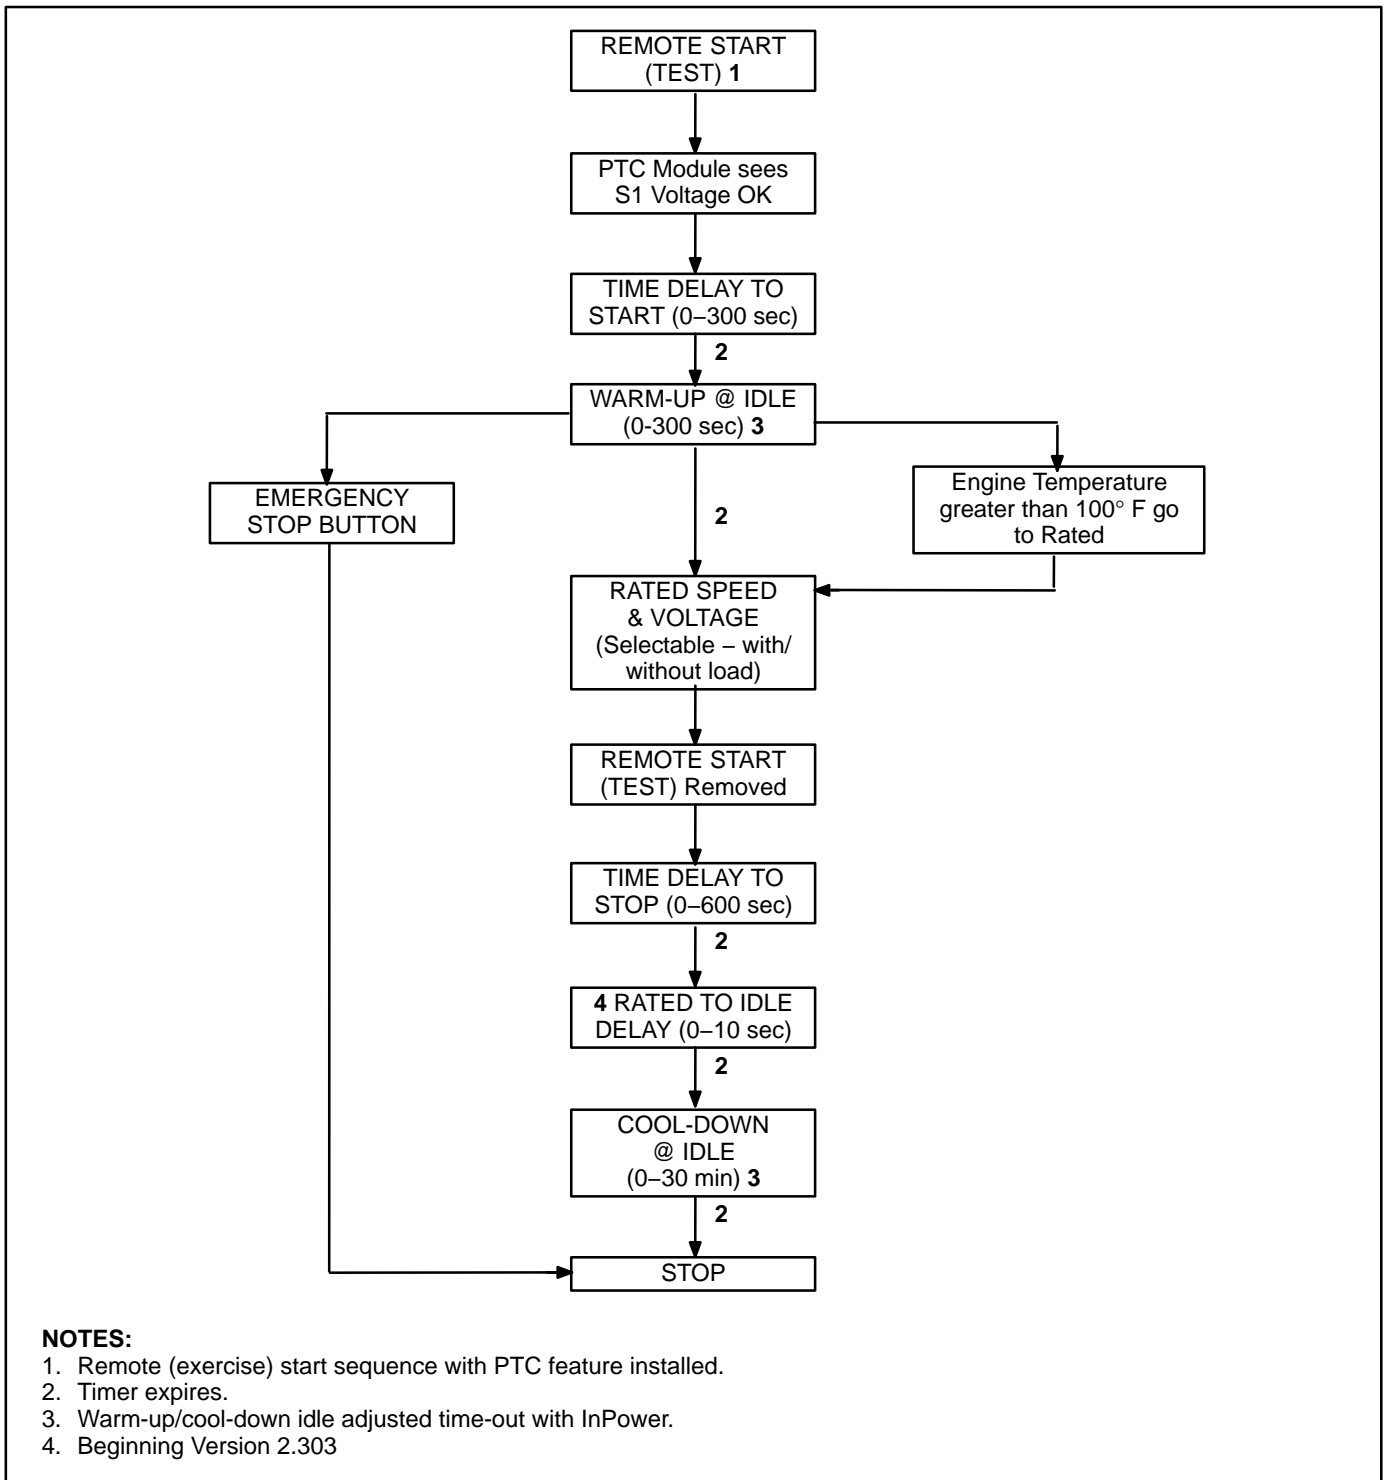 REMOTE START
(TEST) 1
PTC Module sees
S1 Voltage OK
TIME DELAY TO
START (0–300 sec)
2
WARM-UP @ IDLE
(0-300 sec) 3
EMERGENCY
STOP BUTTON
2
Engine Temperature
greater than 100° F go
to Rated
RATED SPEED
& VOLTAGE
(Selectable – with/
without load)
REMOTE START
(TEST) Removed
TIME DELAY TO
STOP (0–600 sec)
2
4 RATED TO IDLE
DELAY (0–10 sec)
2
COOL-DOWN
@ IDLE
(0–30 min) 3
2
STOP
NOTES:
1. Remote (exercise) start sequence with PTC feature installed.
2. Timer expires.
3. Warm-up/cool-down idle adjusted time-out with InPower.
4. Beginning Version 2.303